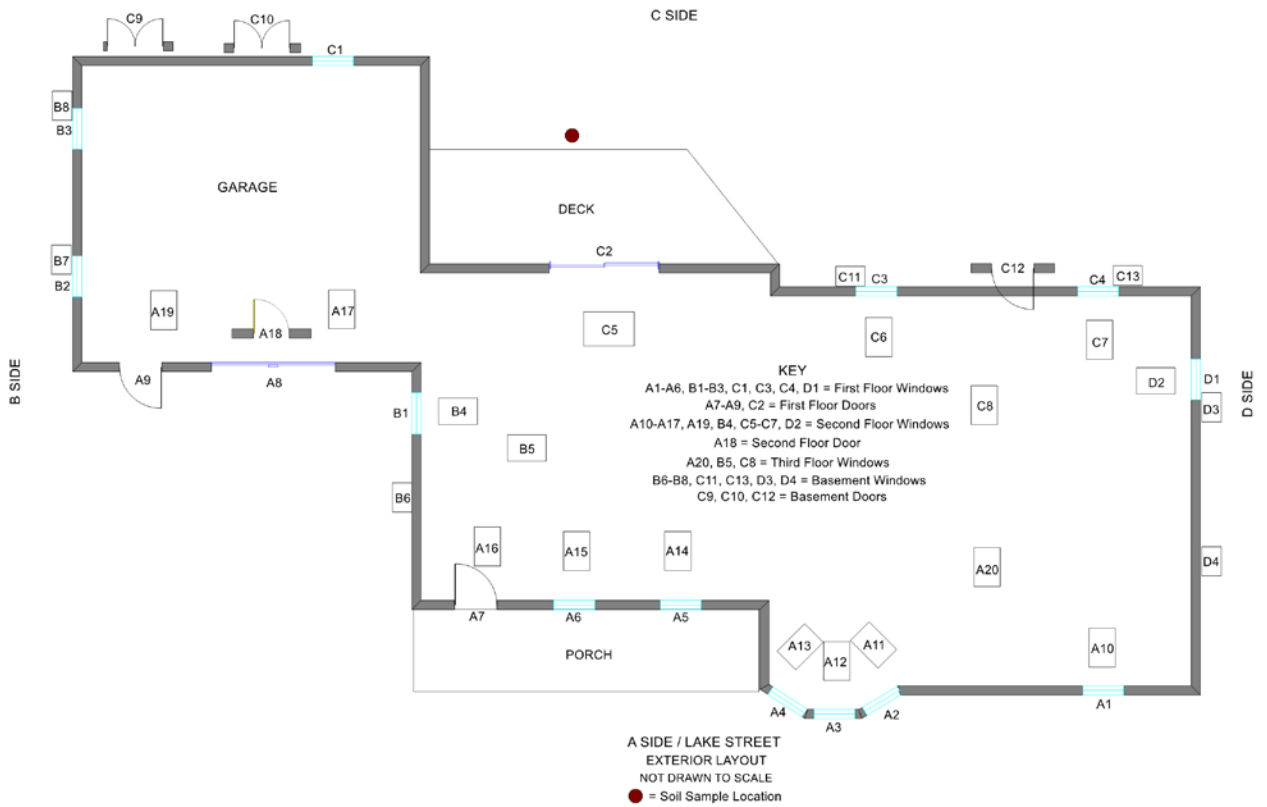 C SIDE
C9
C10
C1
B8
B3
GARAGE
DECK
C2
B7
B2
C11
C3
C12
C4
C13
A19
A18
A17
C5
C6
C7
B SIDE
A9
A8
KEY
D2
D1
D SIDE
A1-A6, B1-B3, C1, C3, C4, D1 = First Floor Windows
B1
B4
A7-A9, C2 = First Floor Doors
C8
D3
A10-A17, A19, B4, C5-C7, D2 = Second Floor Windows
B5
A18 = Second Floor Door
A20, B5, C8 = Third Floor Windows
B6-B8, C11, C13, D3, D4 = Basement Windows
B6
C9, C10, C12 = Basement Doors
A16
A15
A14
A20
D4
A7
A6
A5
PORCH
A13
A12
A11
A10
A4
A3
A2
A1
A SIDE / LAKE STREET
EXTERIOR LAYOUT
NOT DRAWN TO SCALE
= Soil Sample Location